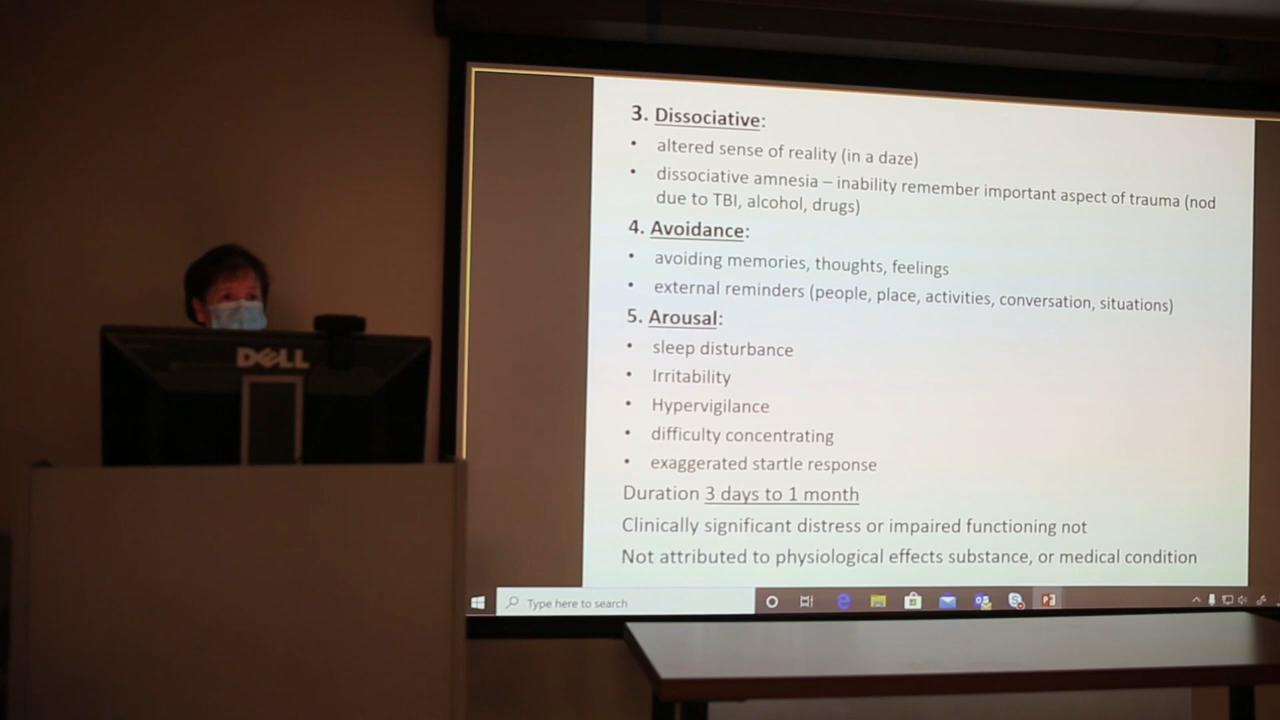 3. Dissociative:
• altered sense of reality (in a daze)
• dissociative amnesia – inability remember important aspect of trauma (nod
due to TBI, alcohol, drugs)
4. Avoidance:
• avoiding memories, thoughts, feelings
• external reminders (people, place, activities, conversation, situations)
5. Arousal:
• sleep disturbance
• Irritability
• Hypervigilance
• difficulty concentrating
• exaggerated startle response
Duration 3 days to 1 month
Clinically significant distress or impaired functioning not
Not attributed to physiological effects substance, or medical condition
Type here to search
DELL